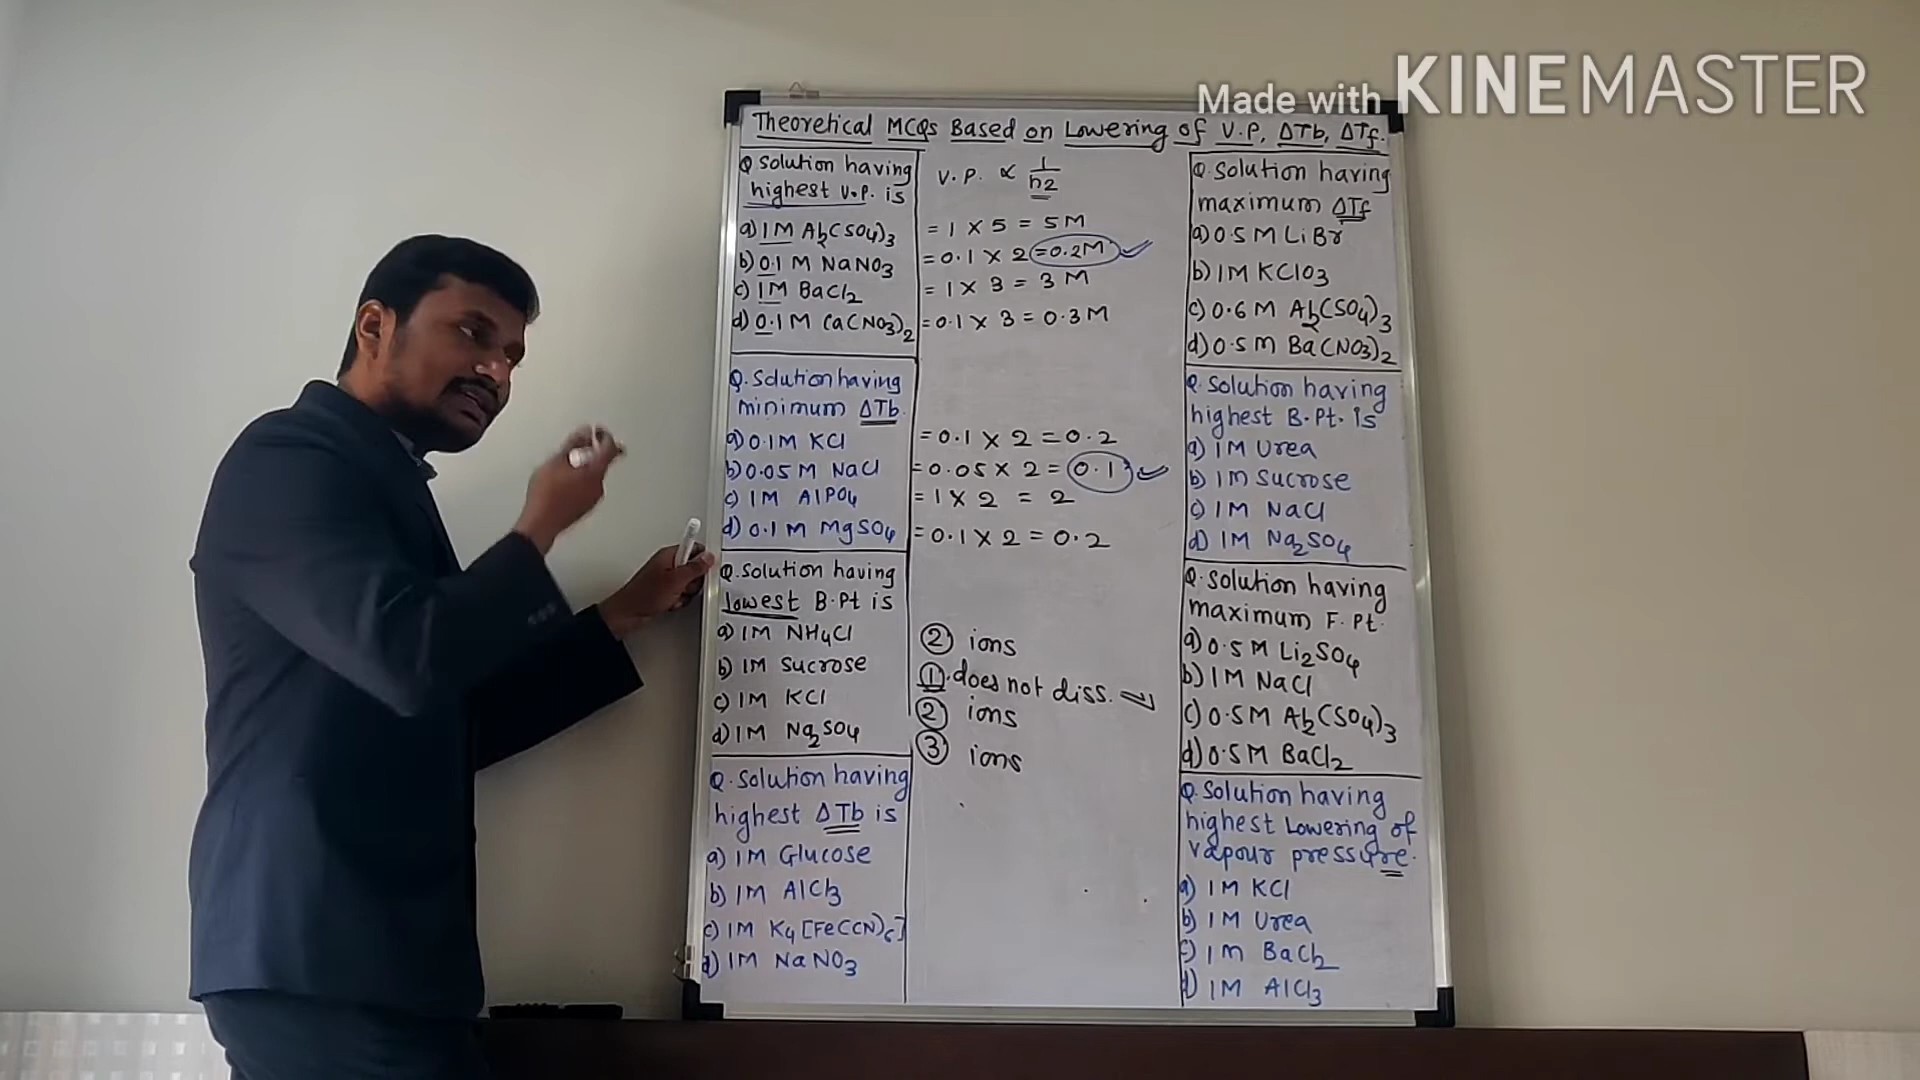 Made with KINEMASTER
Theoretical MCQs Based on Lowering of V.P, ΔTb, ΔTf.
Q Solution having
highest V.P. is
a) 1M Al2(SO4)3
b) 0.1 M NaNO3
c) 1M BaCl2
d) 0.1M Ca(NO3)2
V.P. ∝ 1/n2
= 1 × 5 = 5M
= 0.1 × 2 = 0.2M
= 1 × 3 = 3 M
= 0.1 × 3 = 0.3M
Q. Solution having
minimum ΔTb.
a) 0.1M KCl
b) 0.05 M NaCl
c) 1M AlPO4
d) 0.1 M MgSO4
= 0.1 × 2 = 0.2
= 0.05 × 2 = 0.1
= 1 × 2 = 2
= 0.1 × 2 = 0.2
Q. Solution having
lowest B.Pt is
a) 1M NH4Cl
b) 1M Sucrose
c) 1M KCl
d) 1M Na2SO4
2 ions
1. does not diss.
2 ions
3 ions
Q. Solution having
highest ΔTb is
a) 1M Glucose
b) 1M AlCl3
c) 1M K4[Fe(CN)6]
d) 1M NaNO3
Q. Solution having
maximum ΔTf
a) 0.5M LiBr
b) 1M KClO3
c) 0.6 M Al2(SO4)3
d) 0.5M Ba(NO3)2
Q. Solution having
highest B.Pt. is
a) 1M Urea
b) 1M Sucrose
c) 1M NaCl
d) 1M Na2SO4
Q. Solution having
maximum F.Pt.
a) 0.5M Li2SO4
b) 1M NaCl
c) 0.5M Al2(SO4)3
d) 0.5M BaCl2
Q. Solution having
highest Lowering of
vapour pressure.
a) 1M KCl
b) 1M Urea
c) 1M BaCl2
d) 1M AlCl3